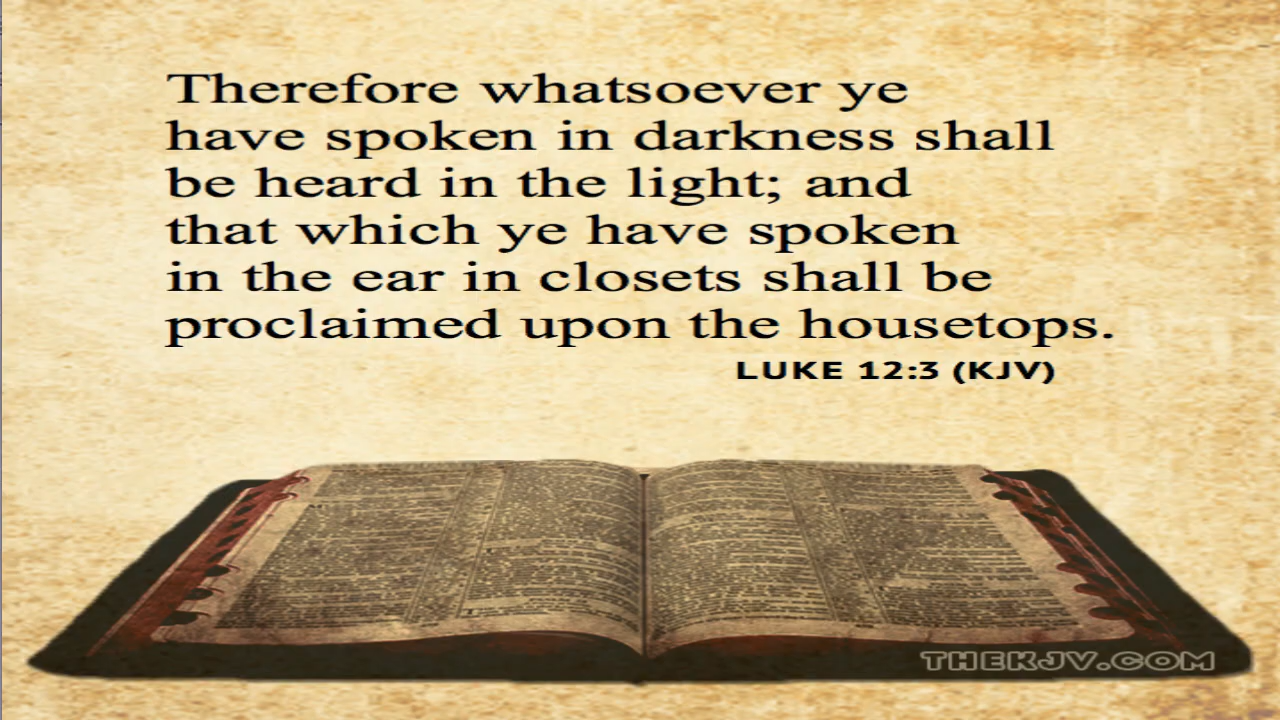 Therefore whatsoever ye
have spoken in darkness shall
be heard in the light; and
that which ye have spoken
in the ear in closets shall be
proclaimed upon the housetops.
LUKE 12:3 (KJV)
THEKJV.COM